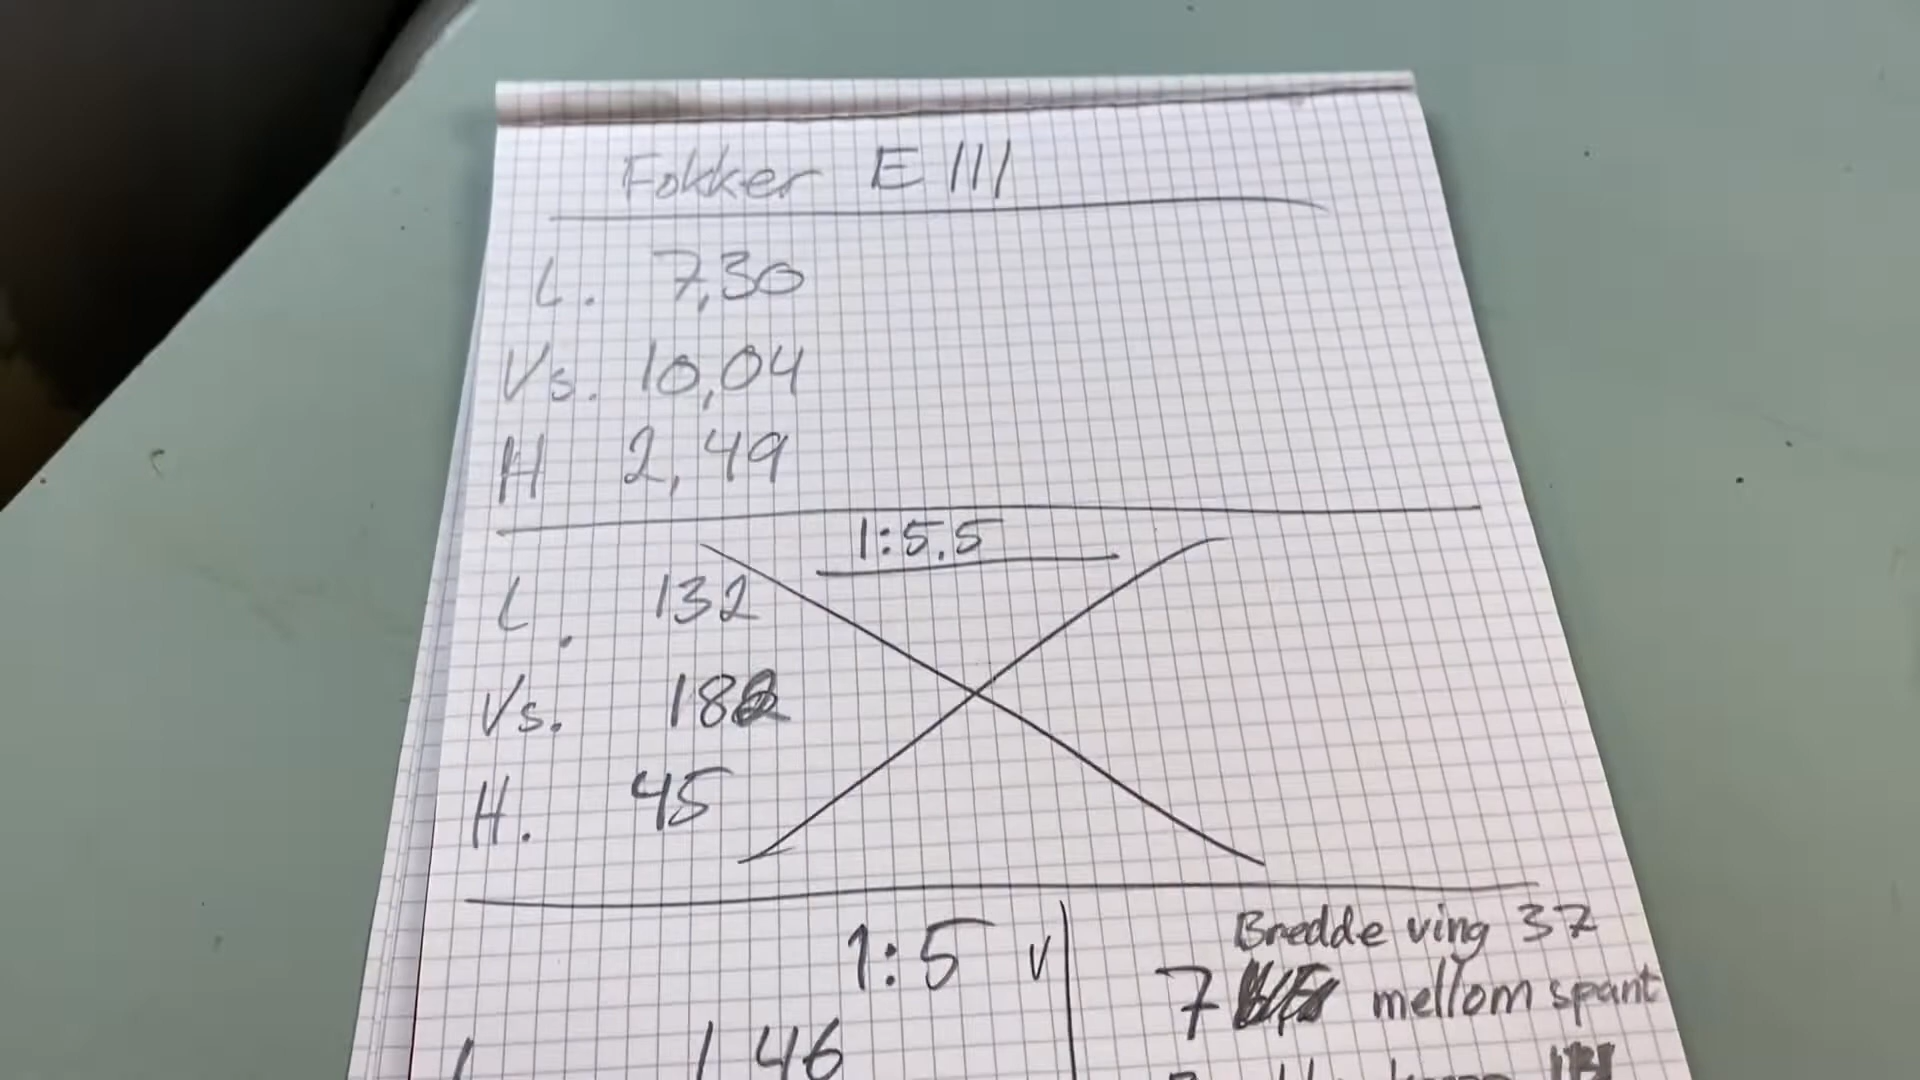 Fokker E III
L. 7,30
Vs. 10,04
H 2,49
1:5.5
L. 132
Vs. 182
H. 45
1:5 v
L 1 46
Bredde ving 37
7 mellom spant